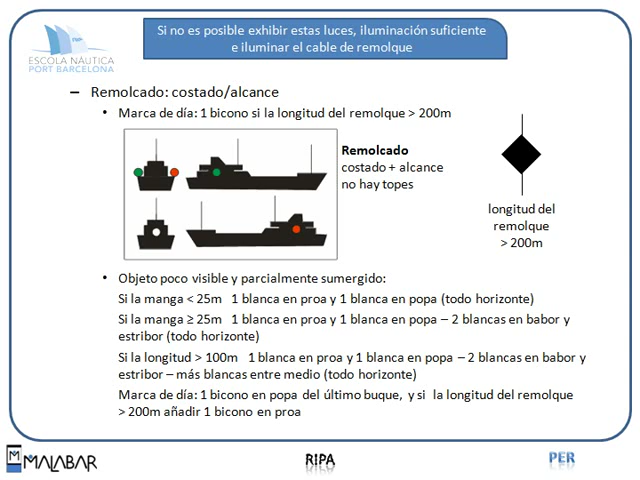 Si no es posible exhibir estas luces, iluminación suficiente
e iluminar el cable de remolque
ESCOLA NÀUTICA
PORT BARCELONA
– Remolcado: costado/alcance
• Marca de día: 1 bicono si la longitud del remolque > 200m
Remolcado
costado + alcance
no hay topes
longitud del
remolque
> 200m
• Objeto poco visible y parcialmente sumergido:
Si la manga < 25m 1 blanca en proa y 1 blanca en popa (todo horizonte)
Si la manga ≥ 25m 1 blanca en proa y 1 blanca en popa – 2 blancas en babor y
estribor (todo horizonte)
Si la longitud > 100m 1 blanca en proa y 1 blanca en popa – 2 blancas en babor y
estribor – más blancas entre medio (todo horizonte)
Marca de día: 1 bicono en popa del último buque, y si la longitud del remolque
> 200m añadir 1 bicono en proa
MALABAR
RIPA
PER